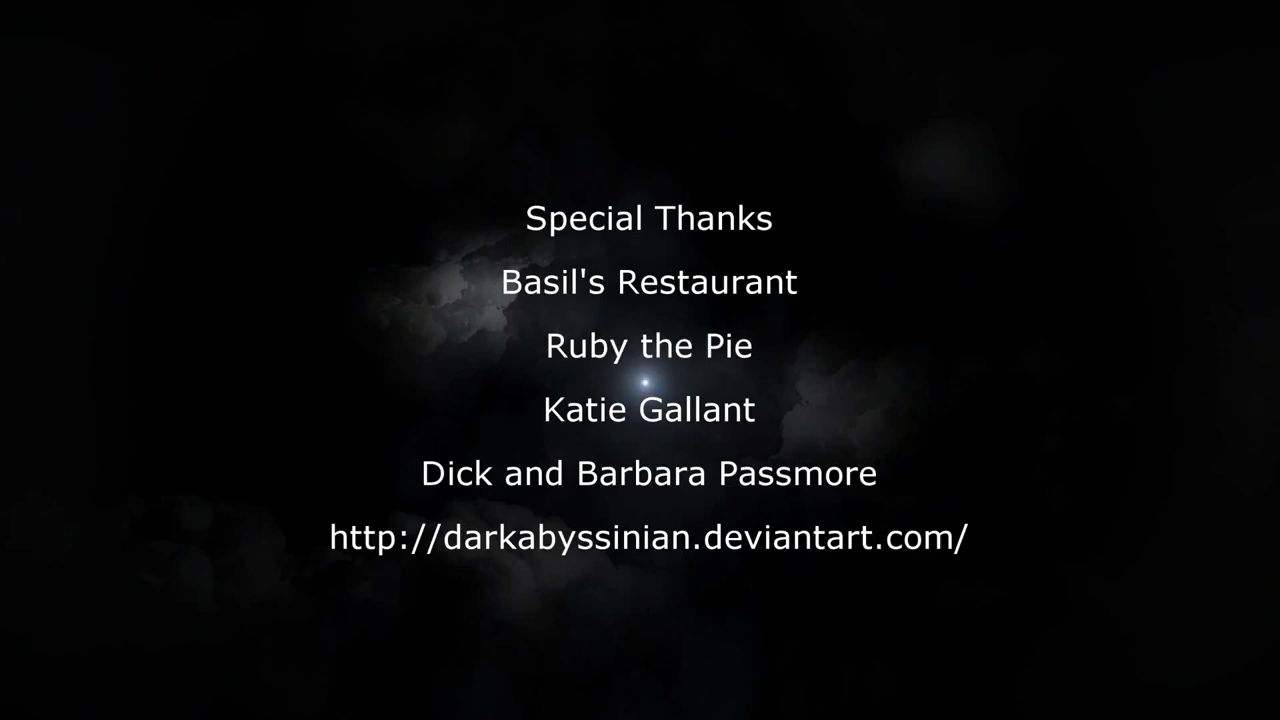 Special Thanks
Basil's Restaurant
Ruby the Pie
Katie Gallant
Dick and Barbara Passmore
http://darkabyssinian.deviantart.com/